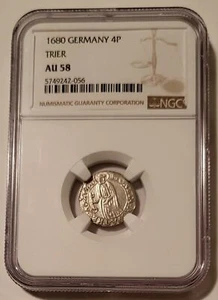 1680 GERMANY 4P
TRIER
AU 58
5749242-056
NUMISMATIC GUARANTY CORPORATION
NGC